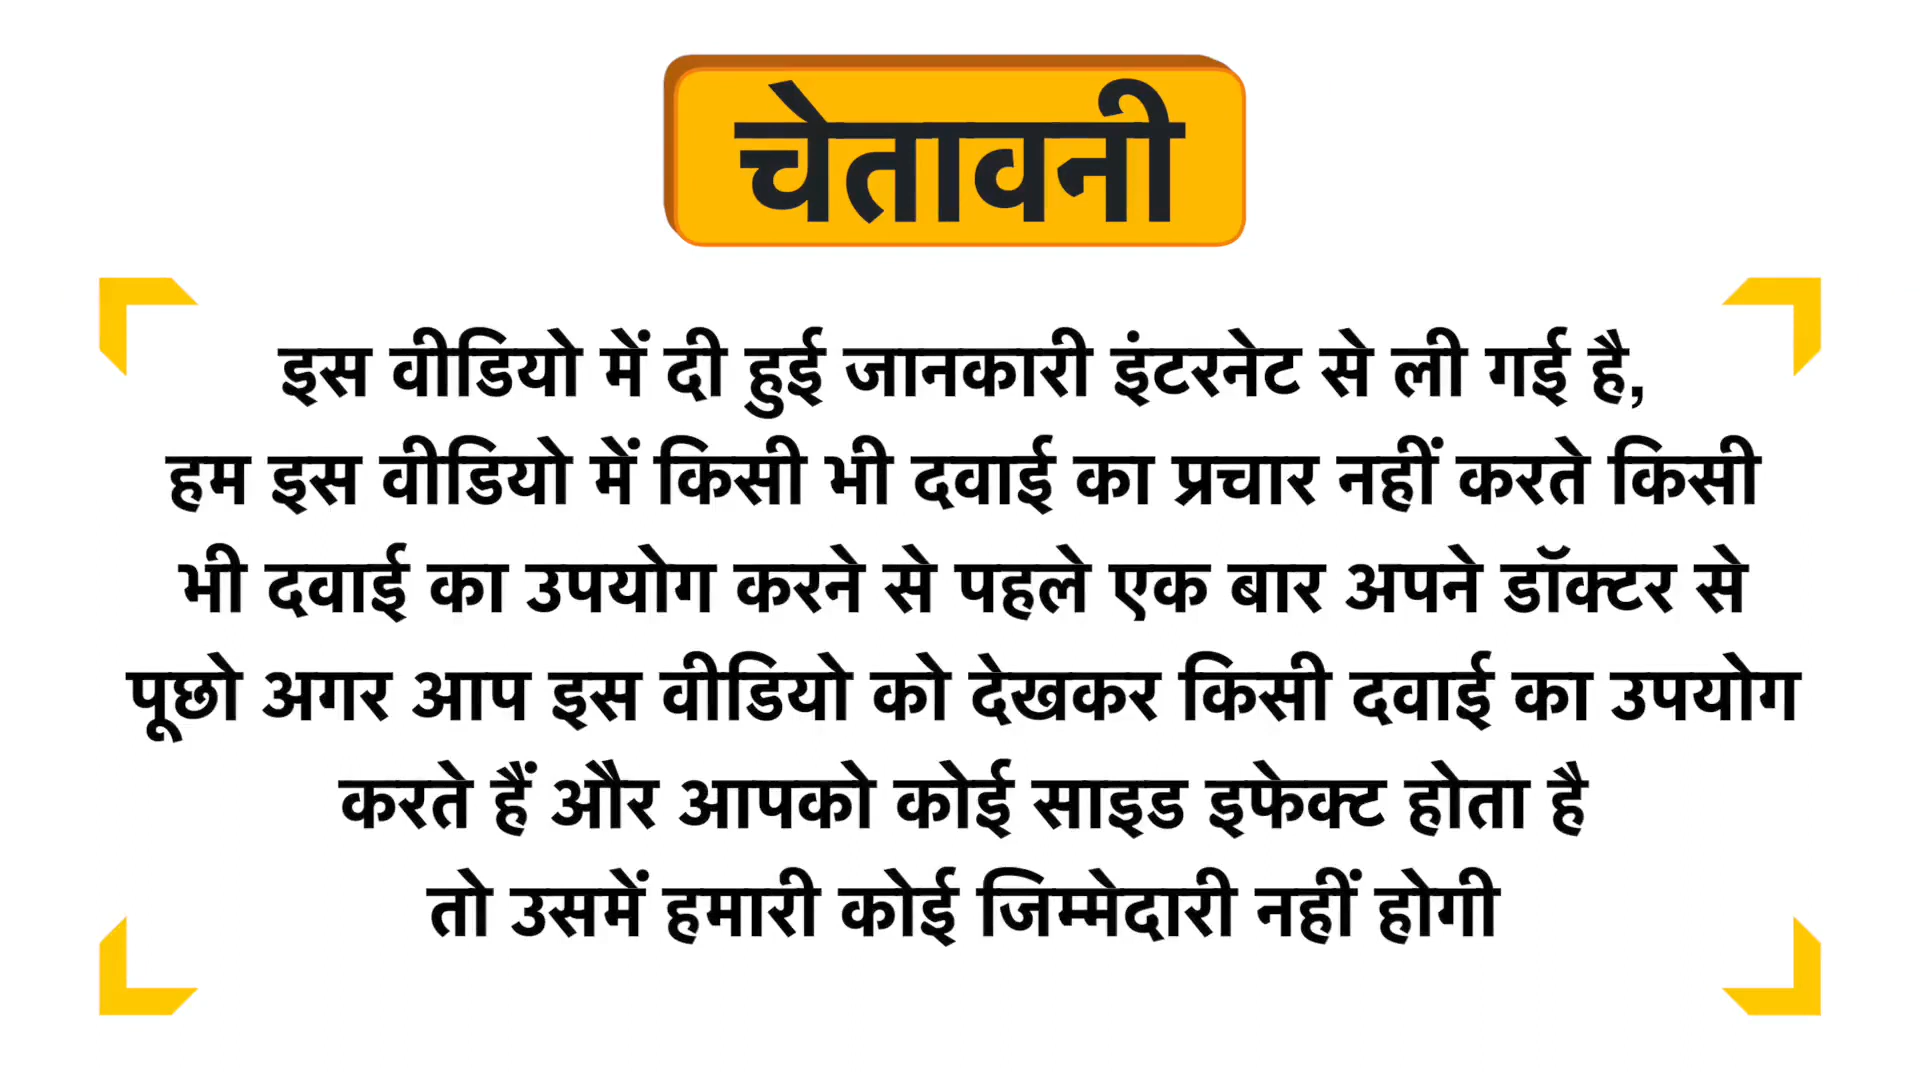 चेतावनी
इस वीडियो में दी हुई जानकारी इंटरनेट से ली गई है,
हम इस वीडियो में किसी भी दवाई का प्रचार नहीं करते किसी
भी दवाई का उपयोग करने से पहले एक बार अपने डॉक्टर से
पूछो अगर आप इस वीडियो को देखकर किसी दवाई का उपयोग
करते हैं और आपको कोई साइड इफेक्ट होता है
तो उसमें हमारी कोई जिम्मेदारी नहीं होगी